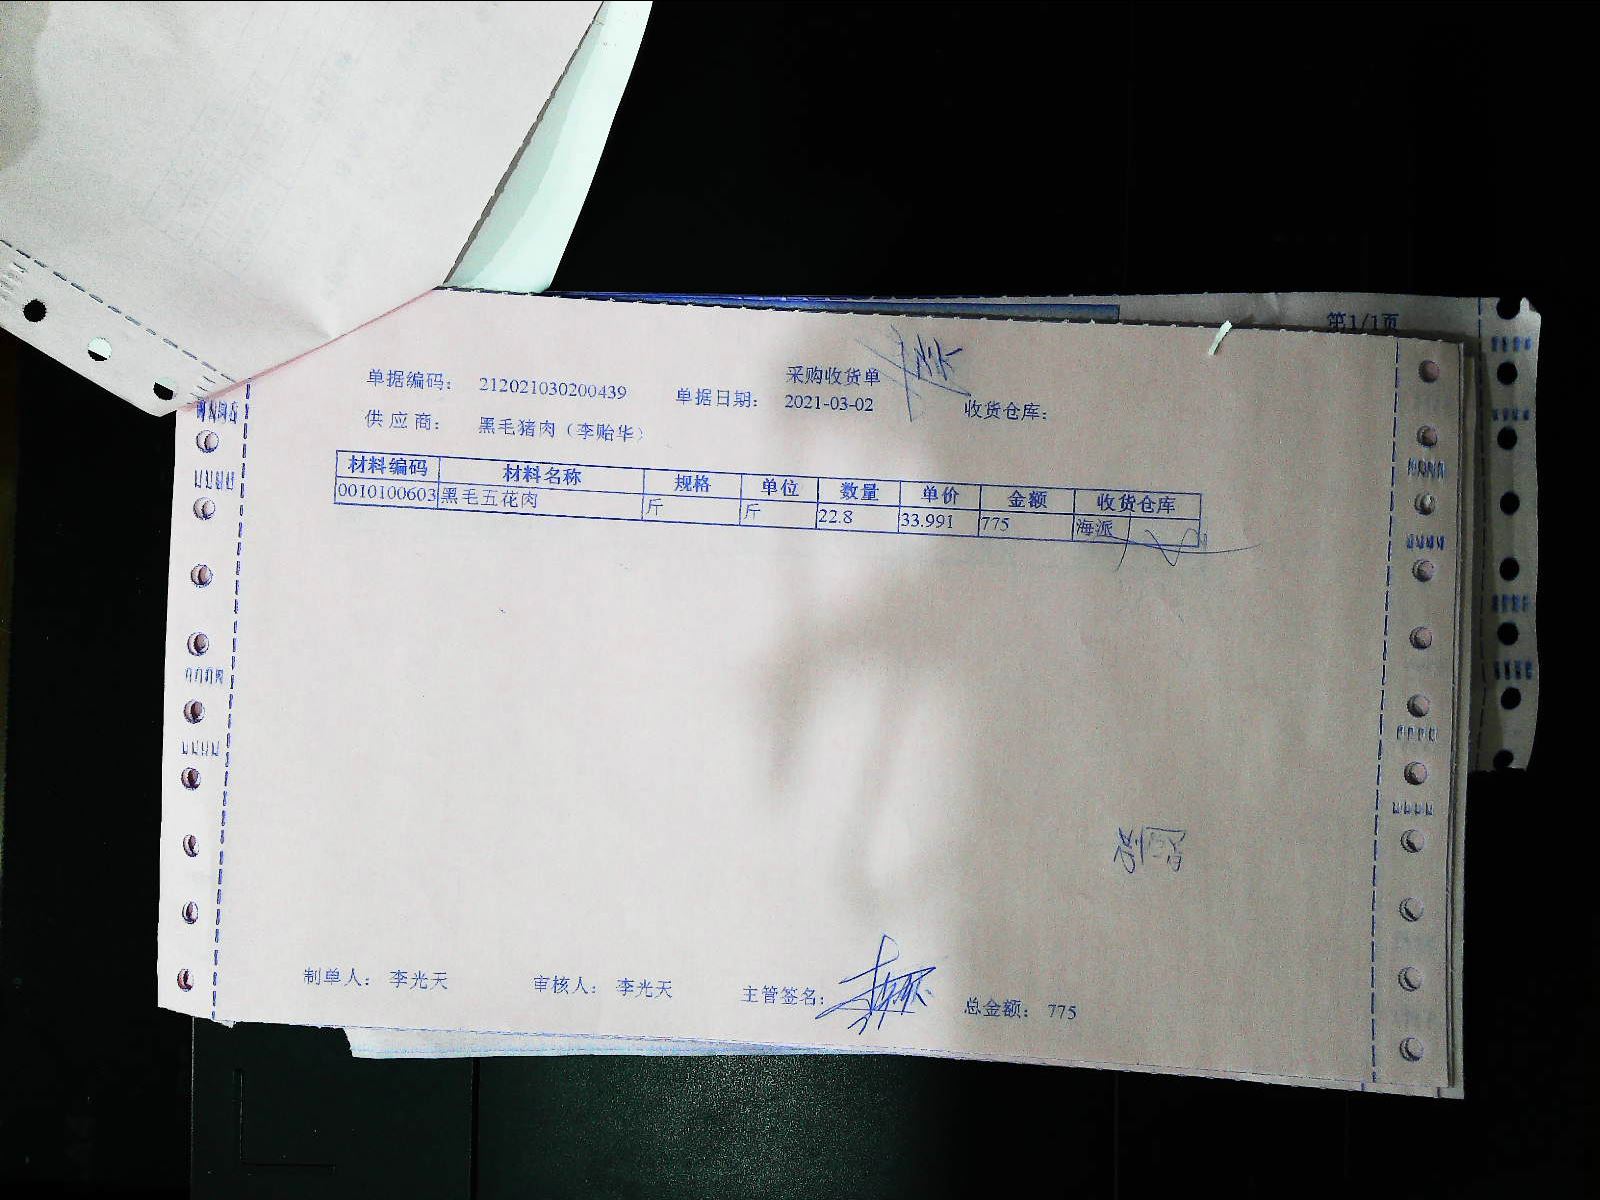 第1/1页
采购收货单
单据编码： 212021030200439 单据日期： 2021-03-02 收货仓库：
供应商： 黑毛猪肉（李贻华）
材料编码 材料名称 规格 单位 数量 单价 金额 收货仓库
0010100603 黑毛五花肉 斤 斤 22.8 33.991 775 海派
制单人： 李光天 审核人： 李光天 主管签名： 总金额： 775